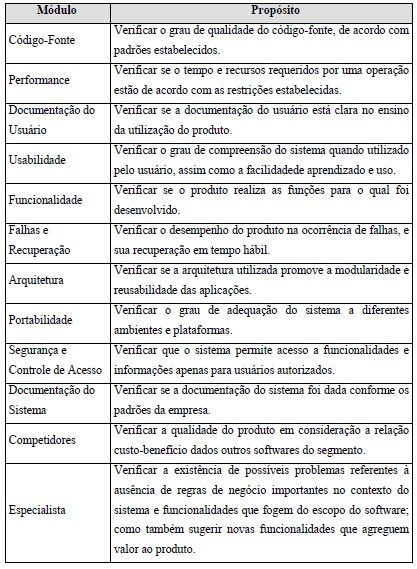 Módulo Propósito
Código-Fonte
Verificar o grau de qualidade do código-fonte, de acordo com
padrões estabelecidos.
Performance
Verificar se o tempo e recursos requeridos por uma operação
estão de acordo com as restrições estabelecidas.
Documentação do
Usuário
Verificar se a documentação do usuário está clara no ensino
da utilização do produto.
Usabilidade
Verificar o grau de compreensão do sistema quando utilizado
pelo usuário, assim como a facilidadede aprendizado e uso.
Funcionalidade
Verificar se o produto realiza as funções para o qual foi
desenvolvido.
Falhas e
Recuperação
Verificar o desempenho do produto na ocorrência de falhas, e
sua recuperação em tempo hábil.
Arquitetura
Verificar se a arquitetura utilizada promove a modularidade e
reusabilidade das aplicações.
Portabilidade
Verificar o grau de adequação do sistema a diferentes
ambientes e plataformas.
Segurança e
Controle de Acesso
Verificar que o sistema permite acesso a funcionalidades e
informações apenas para usuários autorizados.
Documentação do
Sistema
Verificar se a documentação do sistema foi dada conforme os
padrões da empresa.
Competidores
Verificar a qualidade do produto em consideração a relação
custo-benefício dados outros softwares do segmento.
Especialista
Verificar a existência de possíveis problemas referentes à
ausência de regras de negócio importantes no contexto do
sistema e funcionalidades que fogem do escopo do software;
como também sugerir novas funcionalidades que agreguem
valor ao produto.